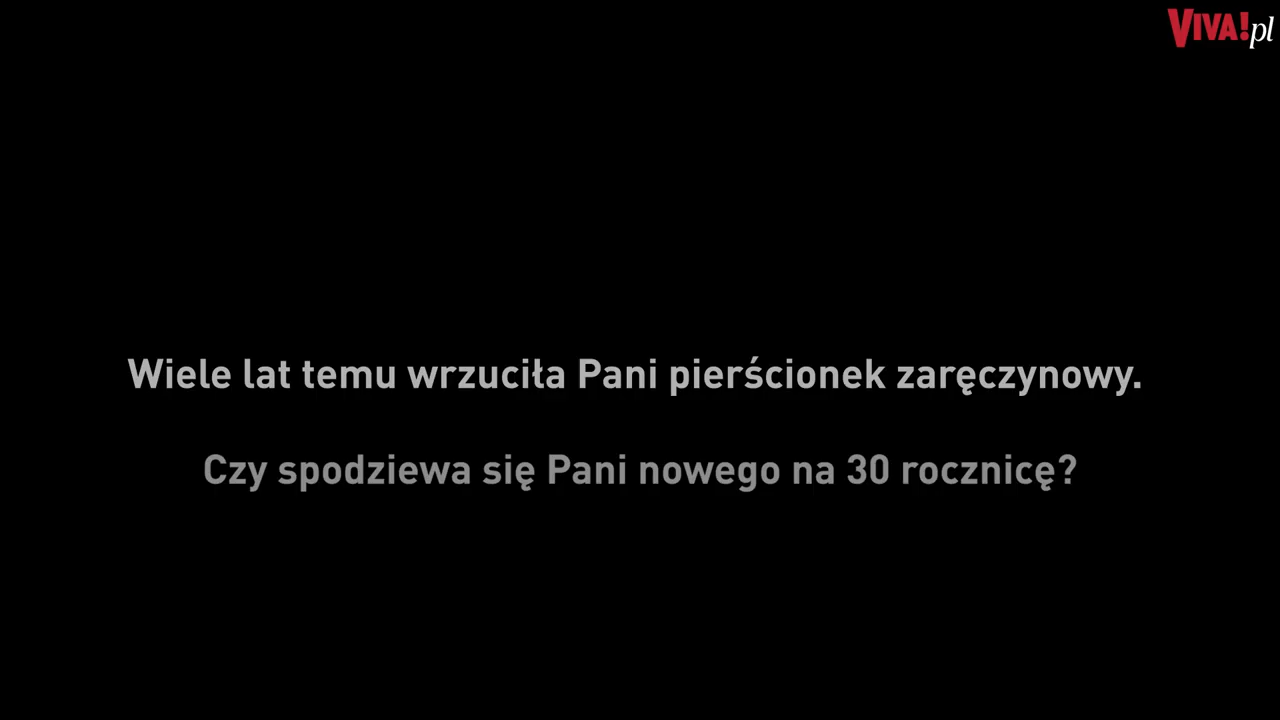 VIVA!pl
Wiele lat temu wrzuciła Pani pierścionek zaręczynowy.
Czy spodziewa się Pani nowego na 30 rocznicę?